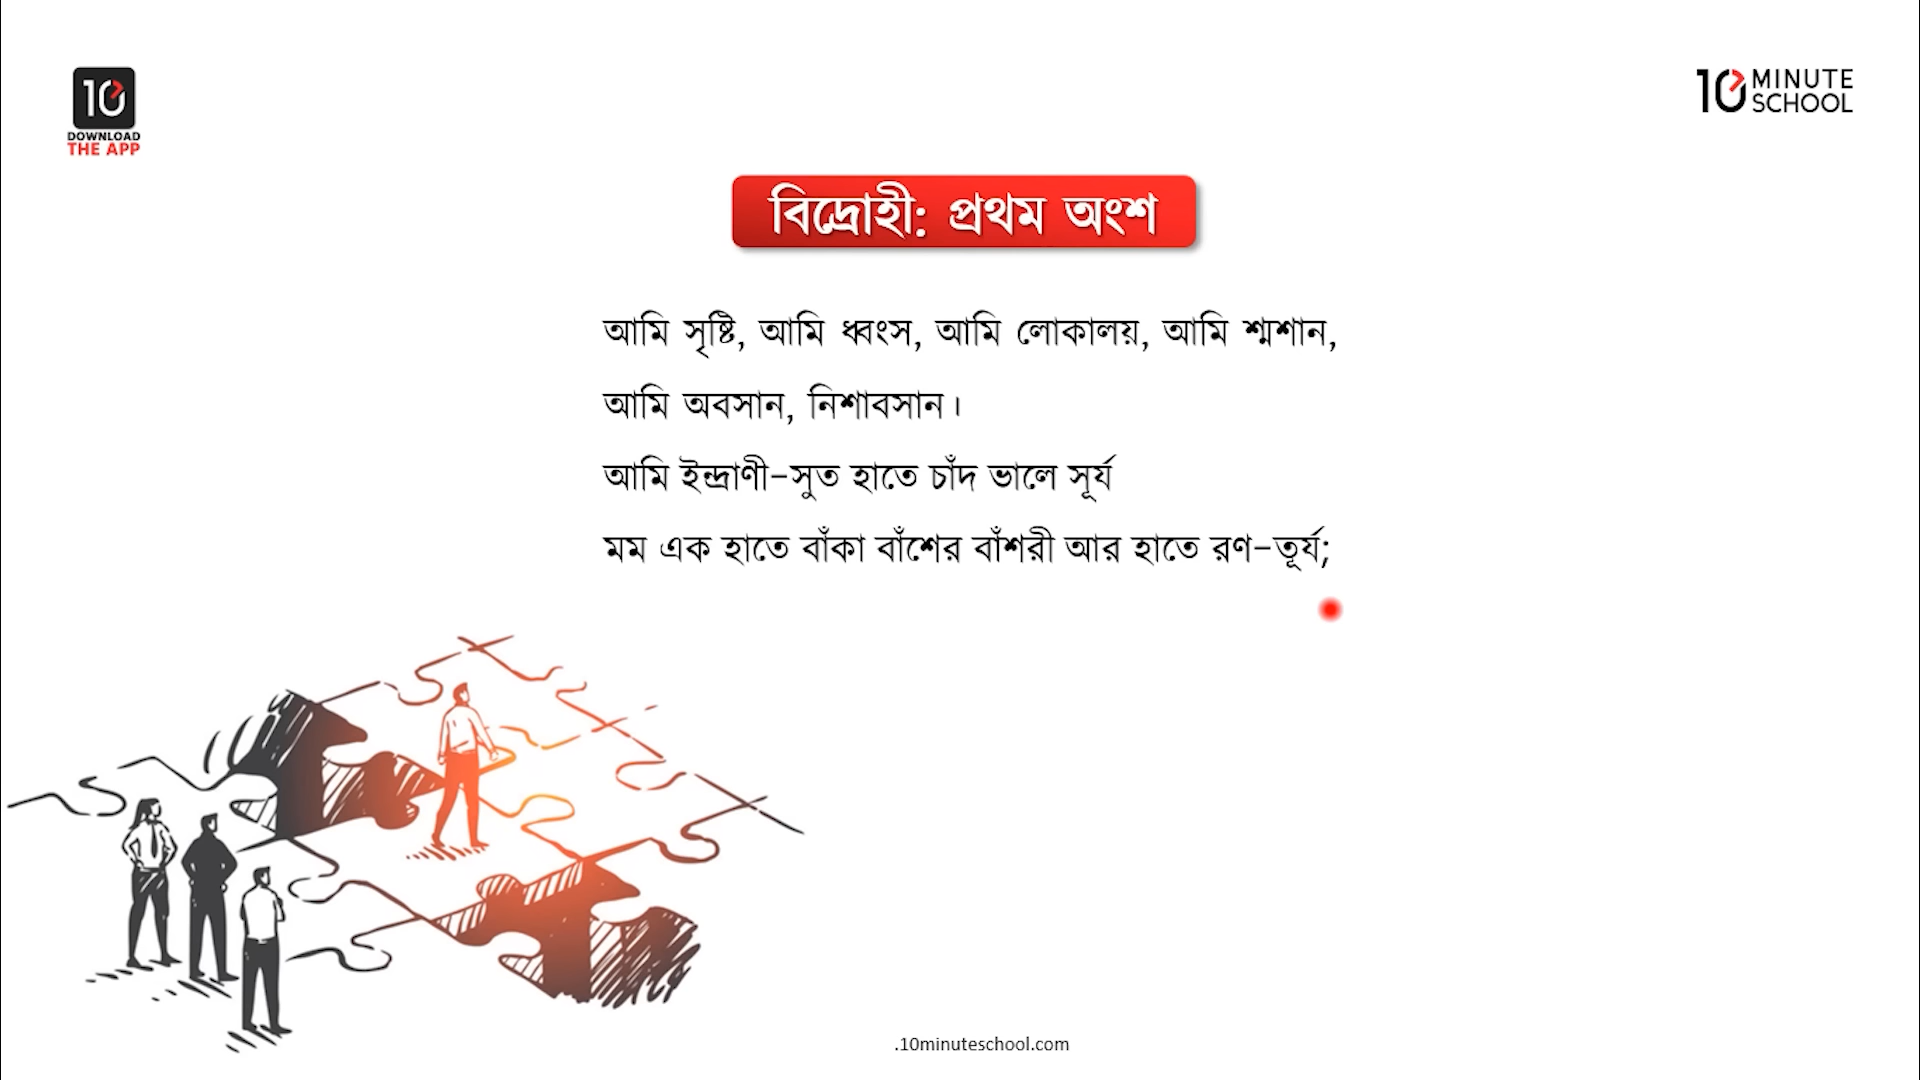 10
DOWNLOAD
THE APP
10 MINUTE
SCHOOL
বিদ্রোহী: প্রথম অংশ
আমি সৃষ্টি, আমি ধ্বংস, আমি লোকালয়, আমি শ্মশান,
আমি অবসান, নিশাবসান।
আমি ইন্দ্রাণী-সুত হাতে চাঁদ ভালে সূর্য
মম এক হাতে বাঁকা বাঁশের বাঁশরী আর হাতে রণ-তূর্য;
.10minuteschool.com